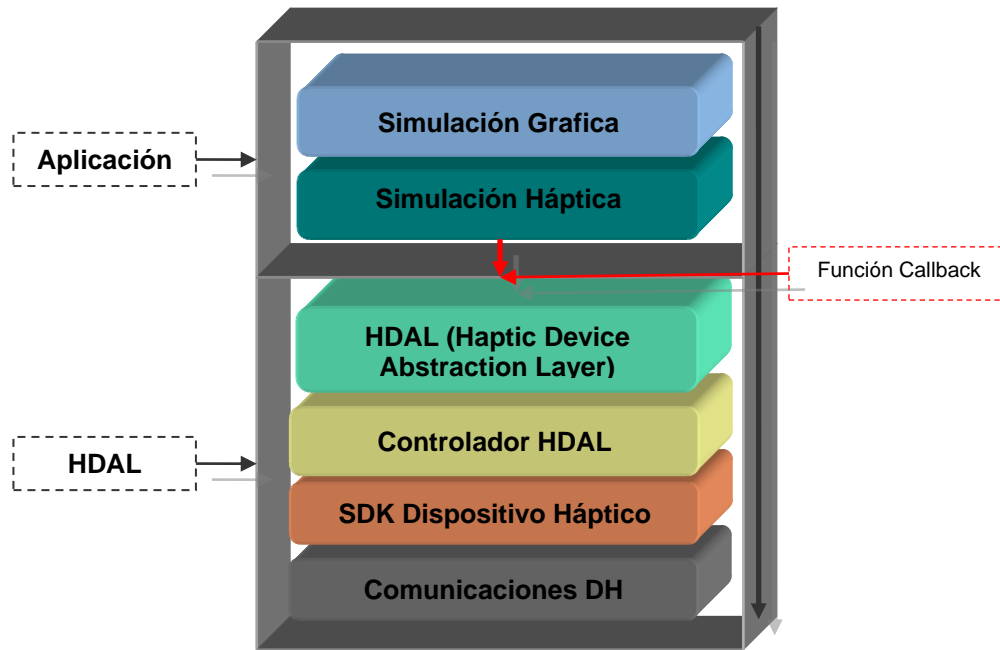 Simulación Grafica
Aplicación
Simulación Háptica
Función Callback
HDAL (Haptic Device
Abstraction Layer)
Controlador HDAL
HDAL
SDK Dispositivo Háptico
Comunicaciones DH